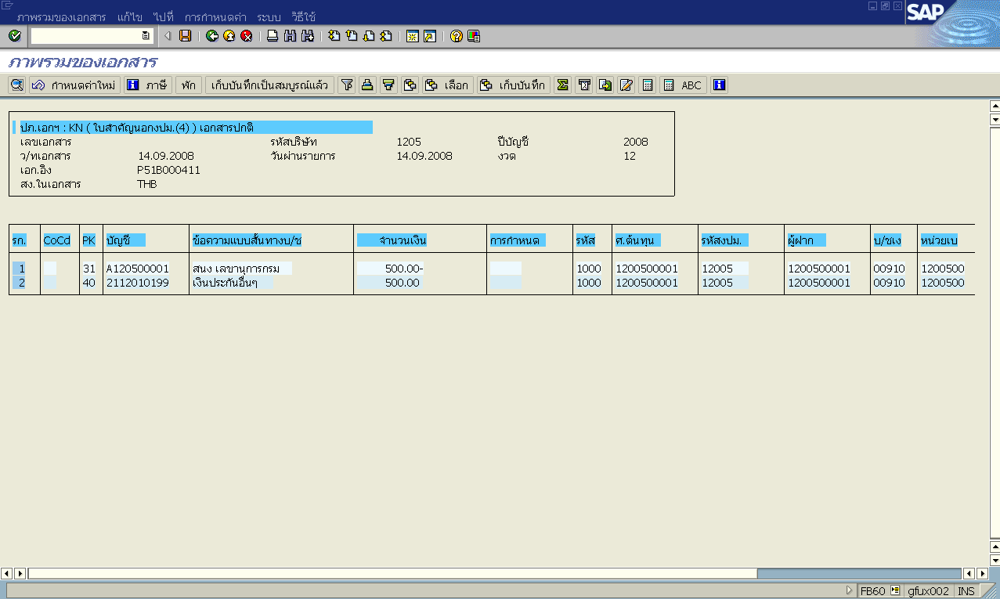 ภาพรวมของเอกสาร แก้ไข ไปที่ การกำหนดค่า ระบบ วิธีใช้
SAP
ภาพรวมของเอกสาร
กำหนดค่าใหม่ ภาษี พัก เก็บบันทึกเป็นสมบูรณ์แล้ว เลือก เก็บบันทึก ABC
ปภ.เอกฯ : KN ( ใบสำคัญนอกงปม.(4) ) เอกสารปกติ
เลขเอกสาร รหัสบริษัท 1205 ปีบัญชี 2008
ว/ทเอกสาร 14.09.2008 วันผ่านรายการ 14.09.2008 งวด 12
เอก.อิง P51B000411
สง.ในเอกสาร THB
รก. CoCd PK บัญชี ข้อความแบบสั้นทางบ/ช จำนวนเงิน การกำหนด รหัส ศ.ต้นทุน รหัสงปม. ผู้ฝาก บ/ชเง หน่วยเบ
1 31 A120500001 สนง เลขานุการกรม 500.00- 1000 1200500001 12005 1200500001 00910 1200500
2 40 2112010199 เงินประกันอื่นๆ 500.00 1000 1200500001 12005 1200500001 00910 1200500
FB60 gfux002 INS